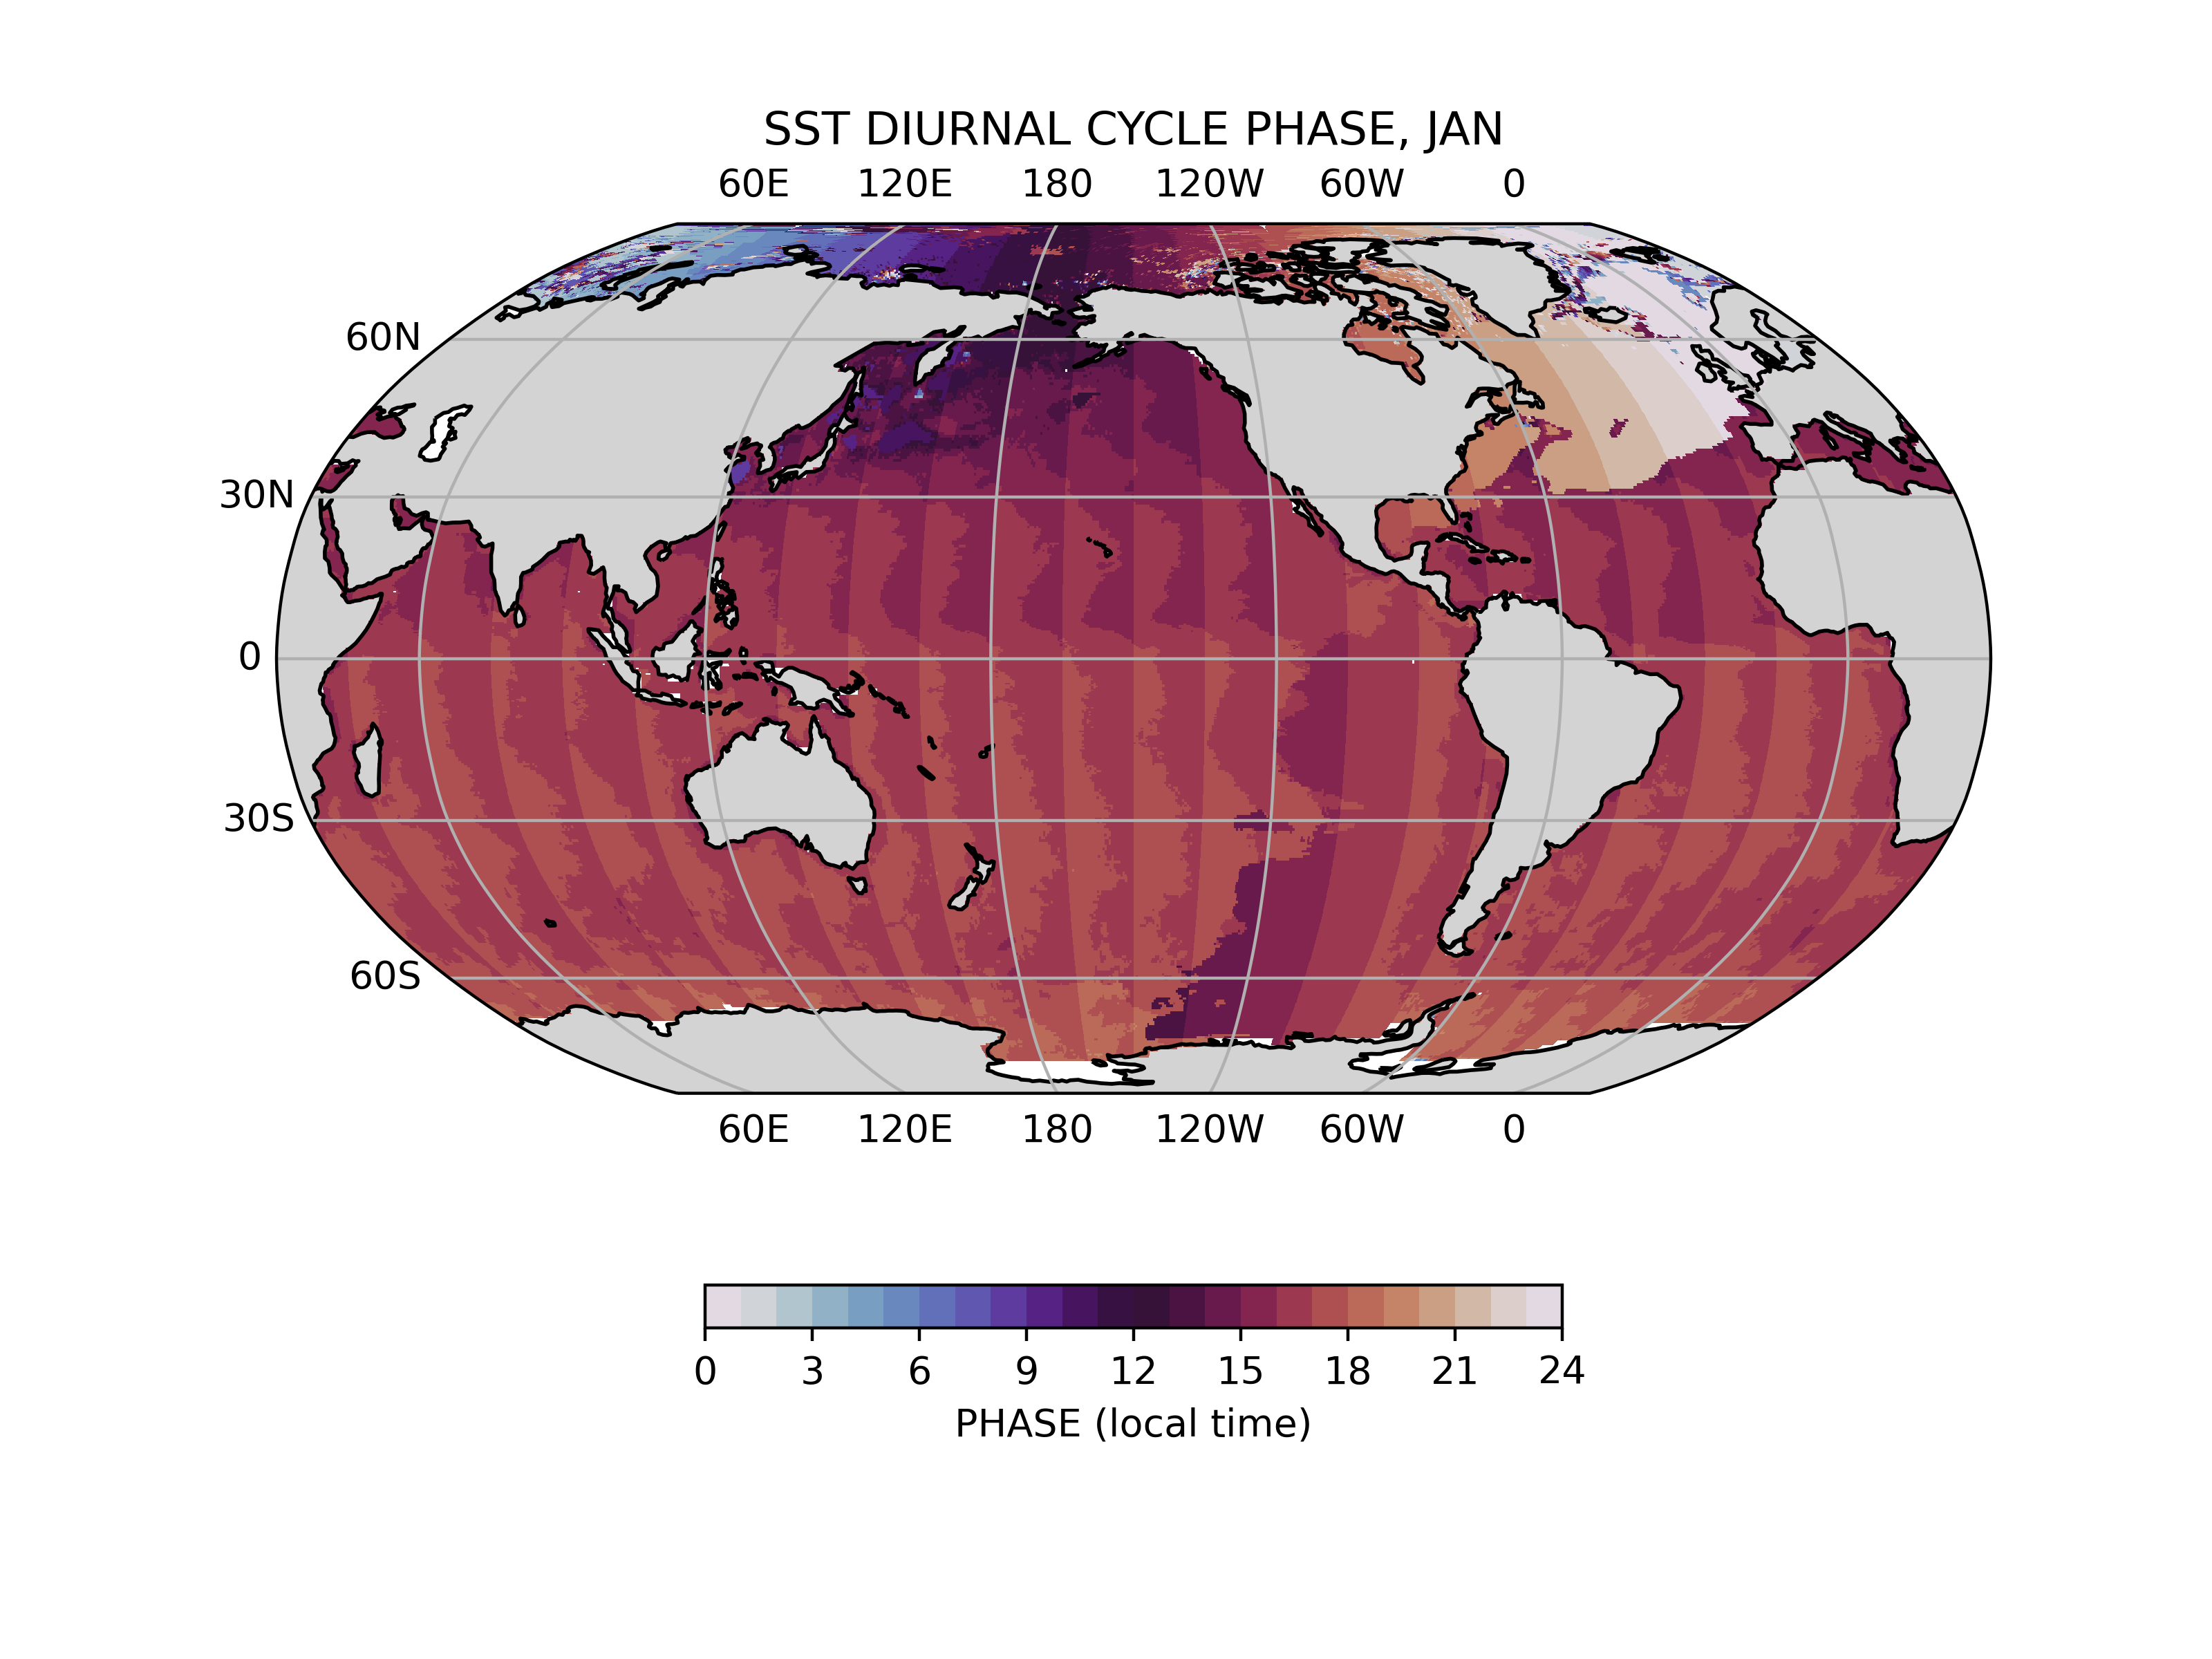 SST DIURNAL CYCLE PHASE, JAN
60E 120E 180 120W 60W 0
60N
30N
0
30S
60S
60E 120E 180 120W 60W 0
0 3 6 9 12 15 18 21 24
PHASE (local time)